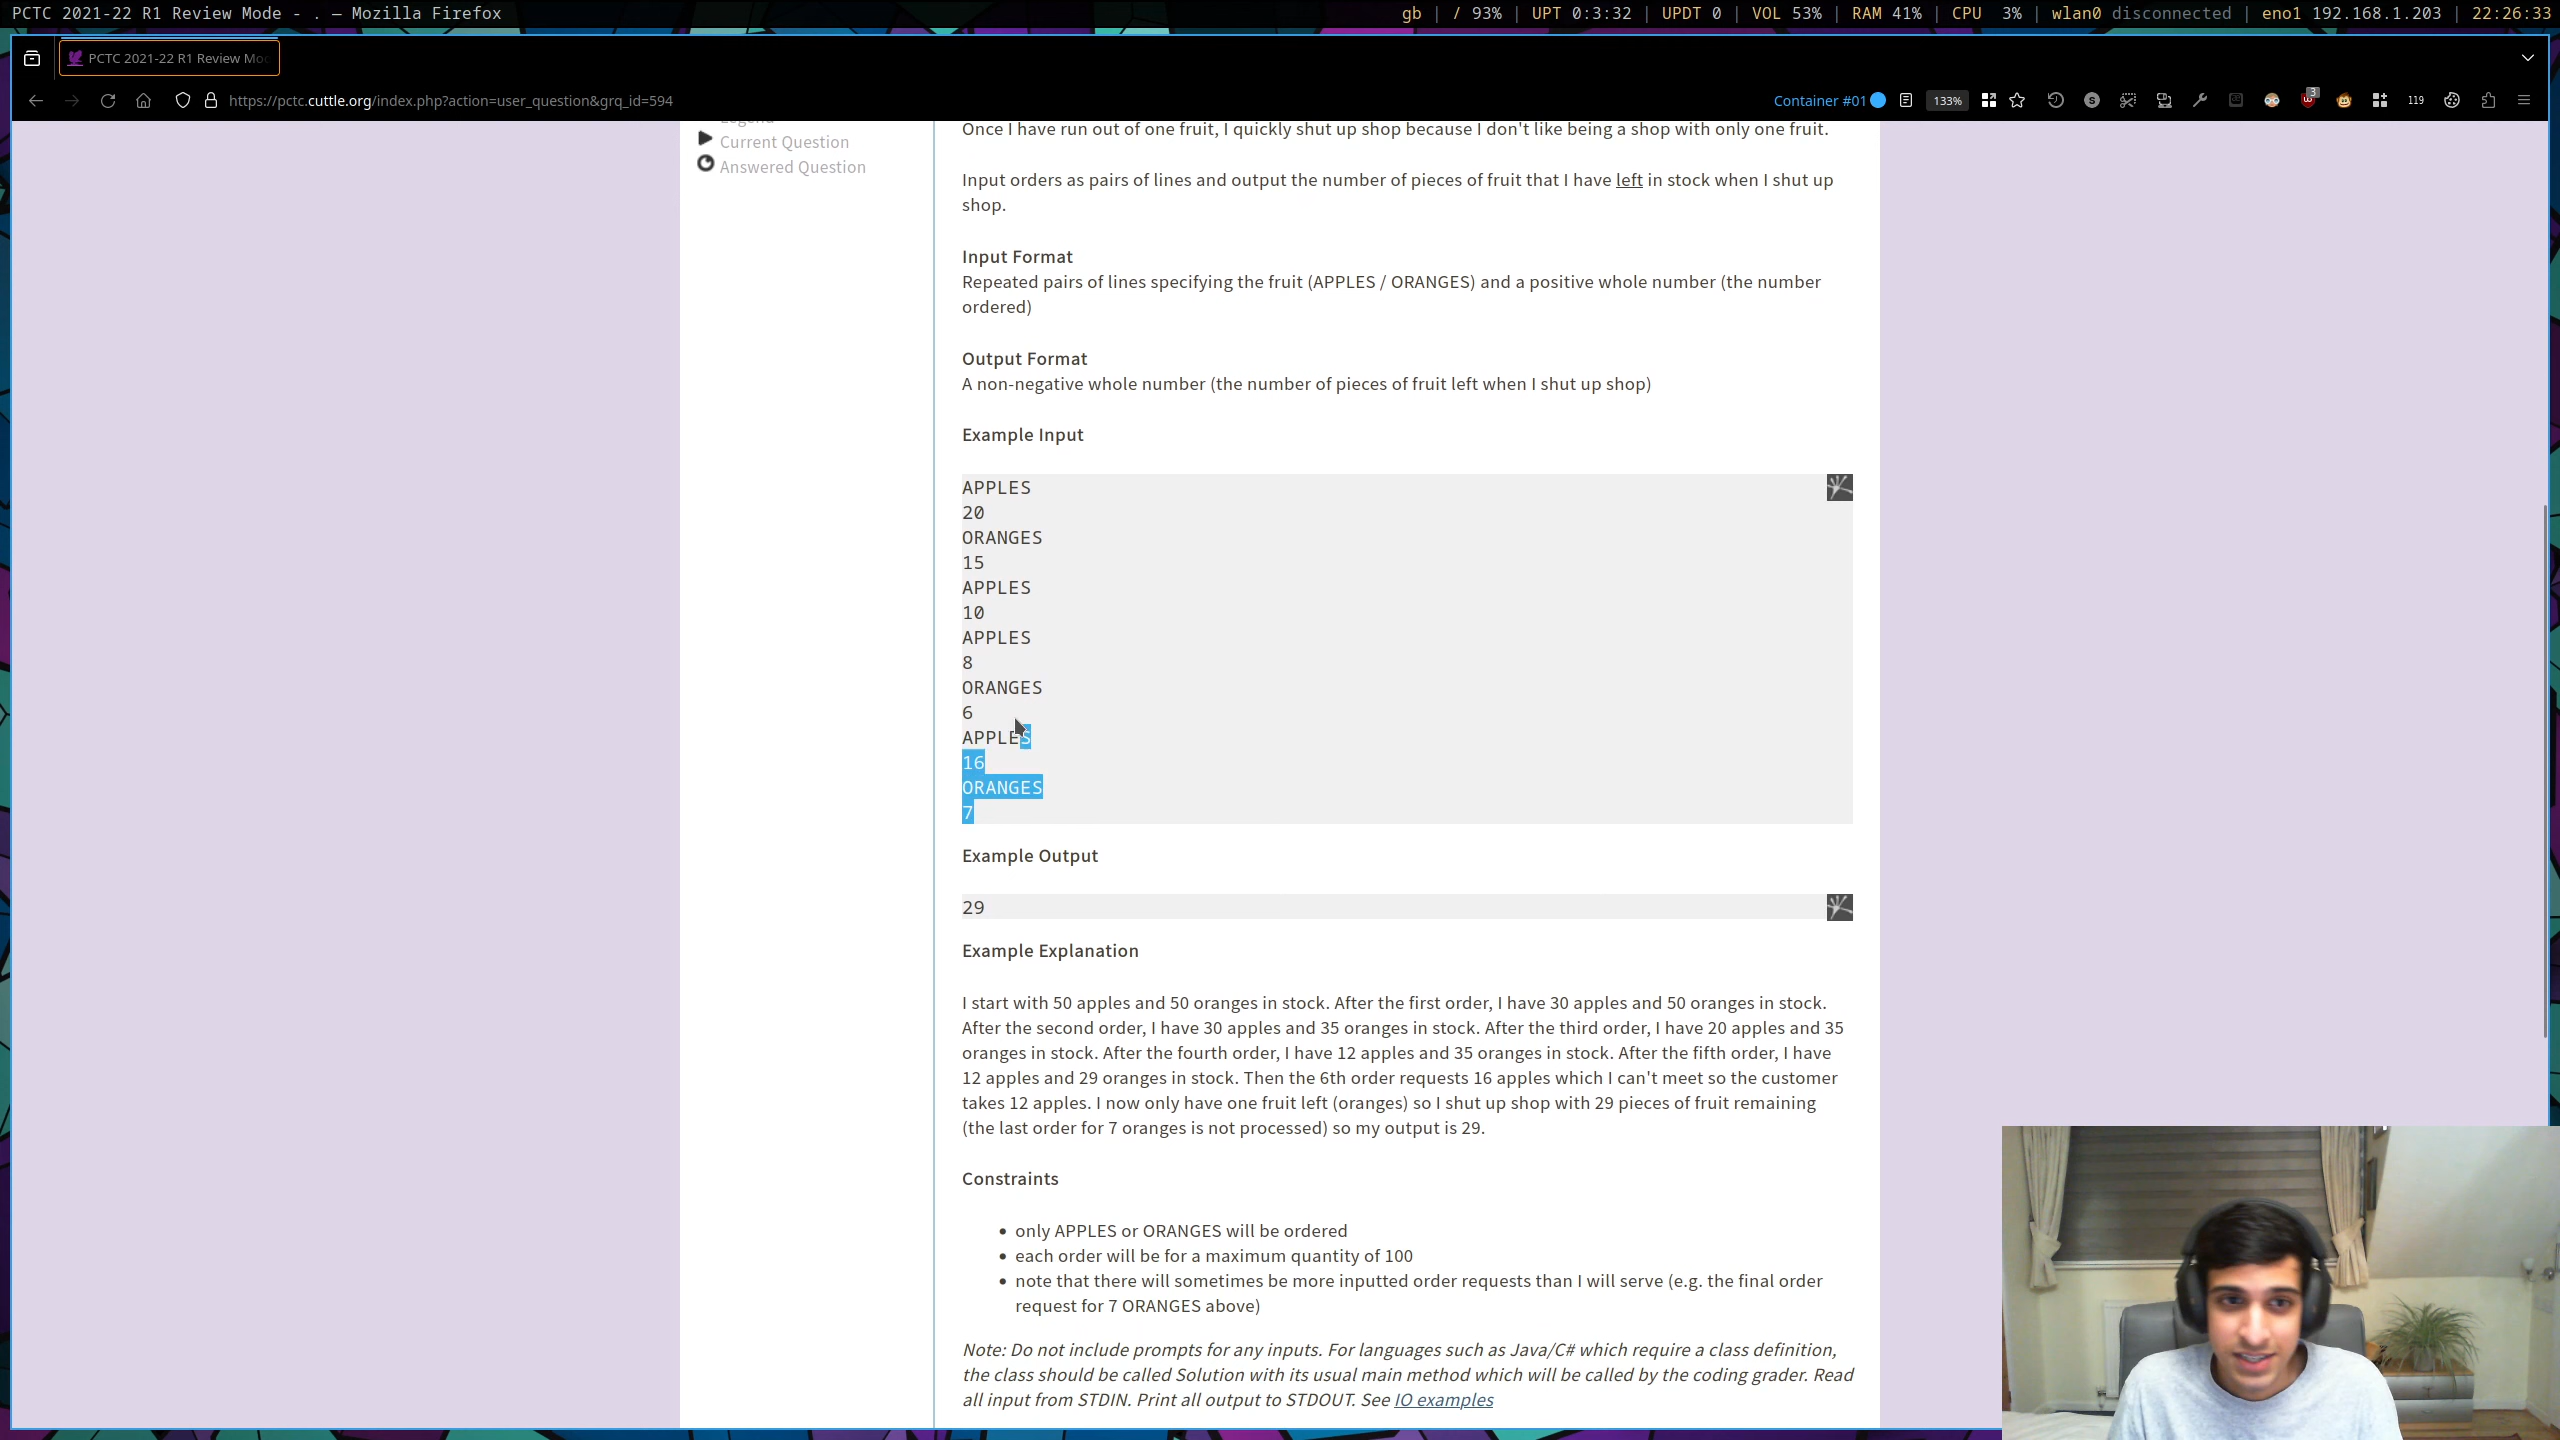 PCTC 2021-22 R1 Review Mode - . — Mozilla Firefox
gb | / 93% | UPT 0:3:32 | UPDT 0 | VOL 53% | RAM 41% | CPU 3% | wlan0 disconnected | eno1 192.168.1.203 | 22:26:33
PCTC 2021-22 R1 Review Mo
https://pctc.cuttle.org/index.php?action=user_question&grq_id=594
Container #01
133%
3
119
Legend
Current Question
Answered Question
Once I have run out of one fruit, I quickly shut up shop because I don't like being a shop with only one fruit.
Input orders as pairs of lines and output the number of pieces of fruit that I have left in stock when I shut up
shop.
Input Format
Repeated pairs of lines specifying the fruit (APPLES / ORANGES) and a positive whole number (the number
ordered)
Output Format
A non-negative whole number (the number of pieces of fruit left when I shut up shop)
Example Input
APPLES
20
ORANGES
15
APPLES
10
APPLES
8
ORANGES
6
APPLES
16
ORANGES
7
Example Output
29
Example Explanation
I start with 50 apples and 50 oranges in stock. After the first order, I have 30 apples and 50 oranges in stock.
After the second order, I have 30 apples and 35 oranges in stock. After the third order, I have 20 apples and 35
oranges in stock. After the fourth order, I have 12 apples and 35 oranges in stock. After the fifth order, I have
12 apples and 29 oranges in stock. Then the 6th order requests 16 apples which I can't meet so the customer
takes 12 apples. I now only have one fruit left (oranges) so I shut up shop with 29 pieces of fruit remaining
(the last order for 7 oranges is not processed) so my output is 29.
Constraints
• only APPLES or ORANGES will be ordered
• each order will be for a maximum quantity of 100
• note that there will sometimes be more inputted order requests than I will serve (e.g. the final order
request for 7 ORANGES above)
Note: Do not include prompts for any inputs. For languages such as Java/C# which require a class definition,
the class should be called Solution with its usual main method which will be called by the coding grader. Read
all input from STDIN. Print all output to STDOUT. See IO examples